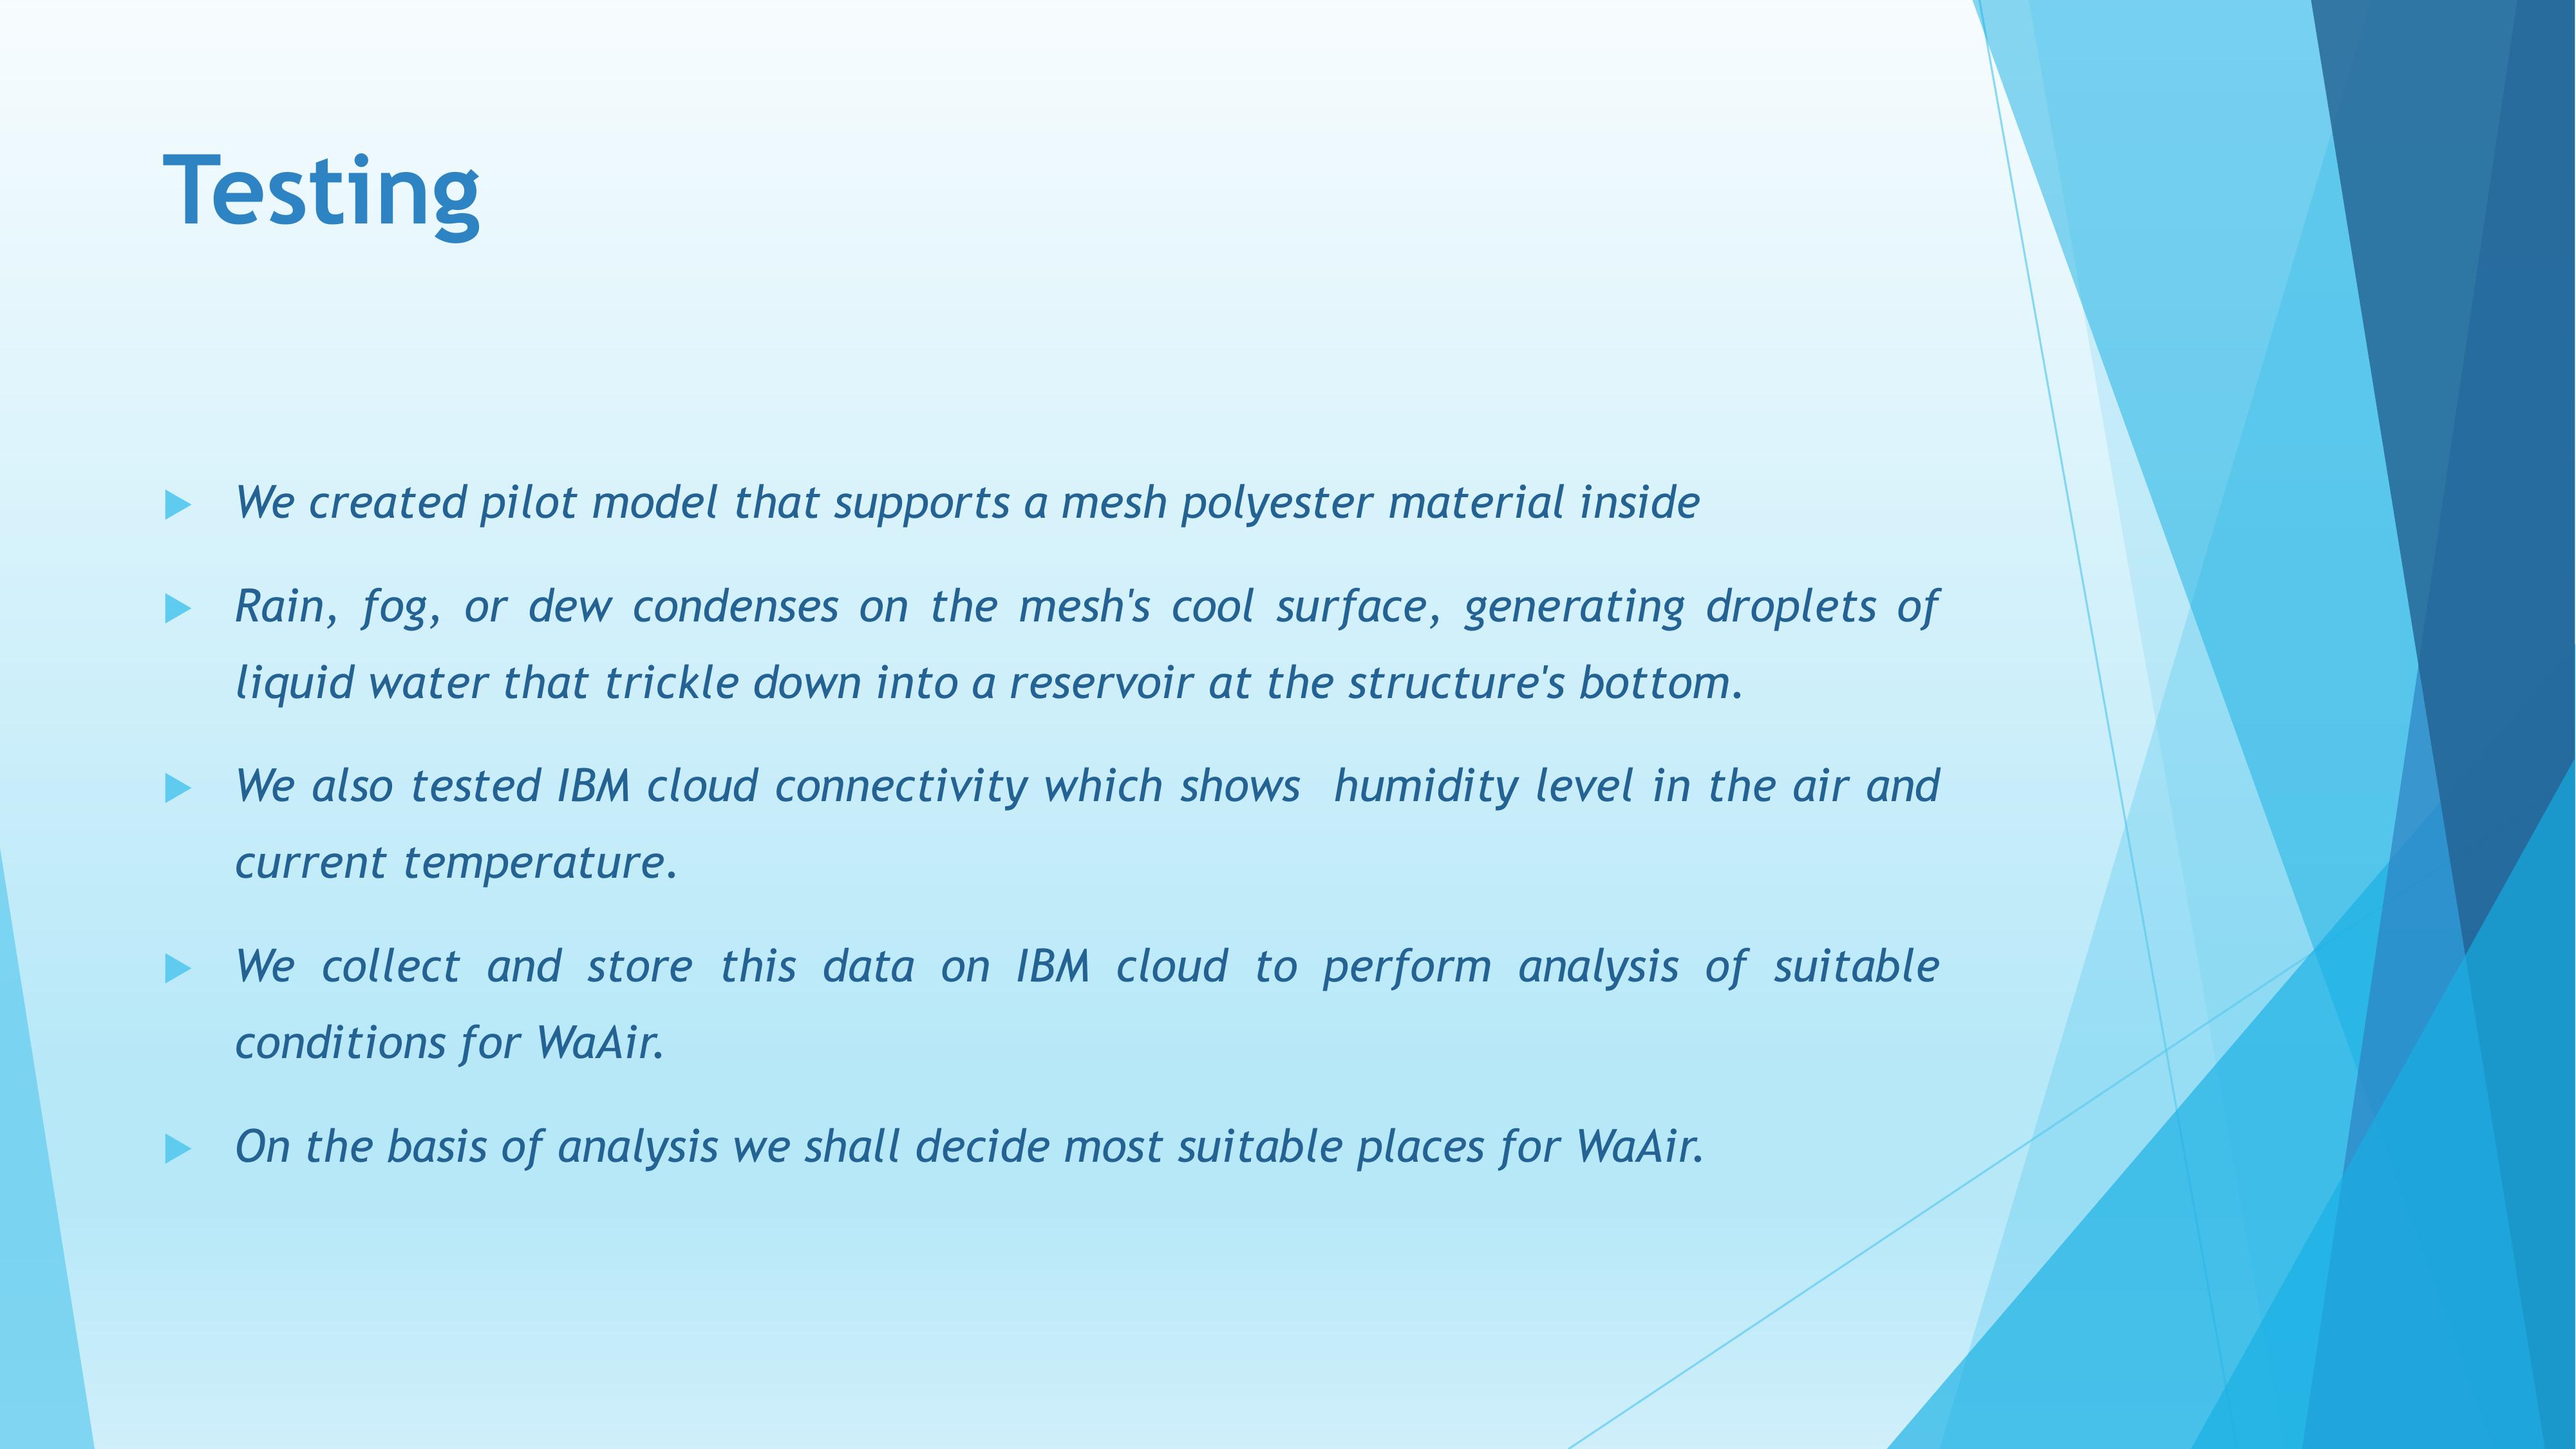 Testing
We created pilot model that supports a mesh polyester material inside
Rain, fog, or dew condenses on the mesh's cool surface, generating droplets of
liquid water that trickle down into a reservoir at the structure's bottom.
We also tested IBM cloud connectivity which shows  humidity level in the air and
current temperature.
We collect and store this data on IBM cloud to perform analysis of suitable
conditions for WaAir.
On the basis of analysis we shall decide most suitable places for WaAir.